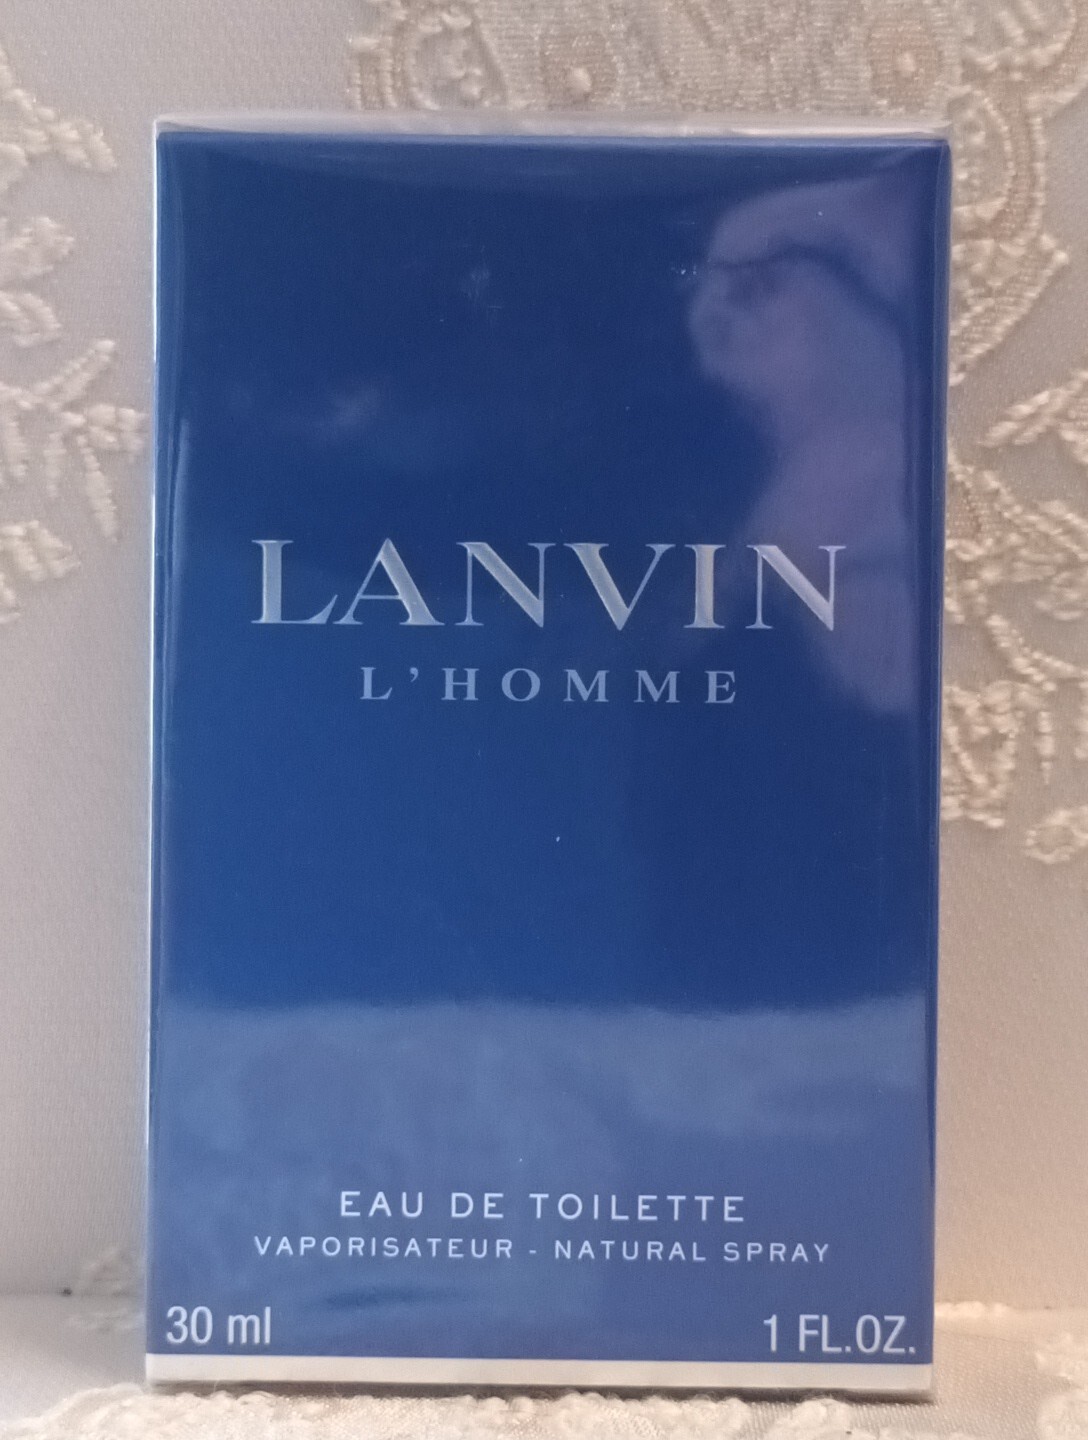 LANVIN
L'HOMME
EAU DE TOILETTE
VAPORISATEUR - NATURAL SPRAY
30 ml 1 FL.OZ.